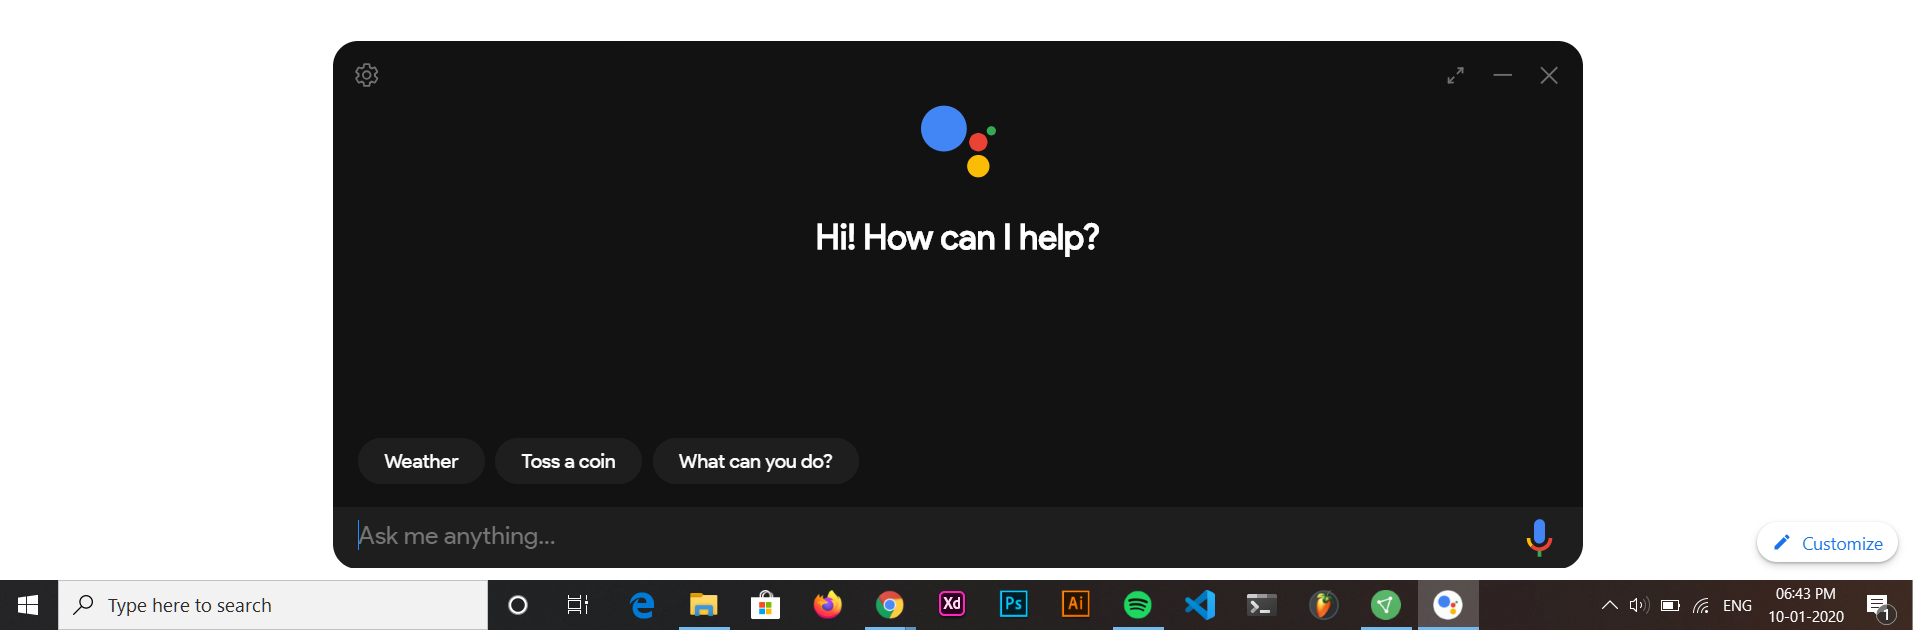 Hi! How can I help?
Weather
Toss a coin
What can you do?
Ask me anything...
Customize
Type here to search
Xd
Ps
Ai
ENG
06:43 PM
10-01-2020
1